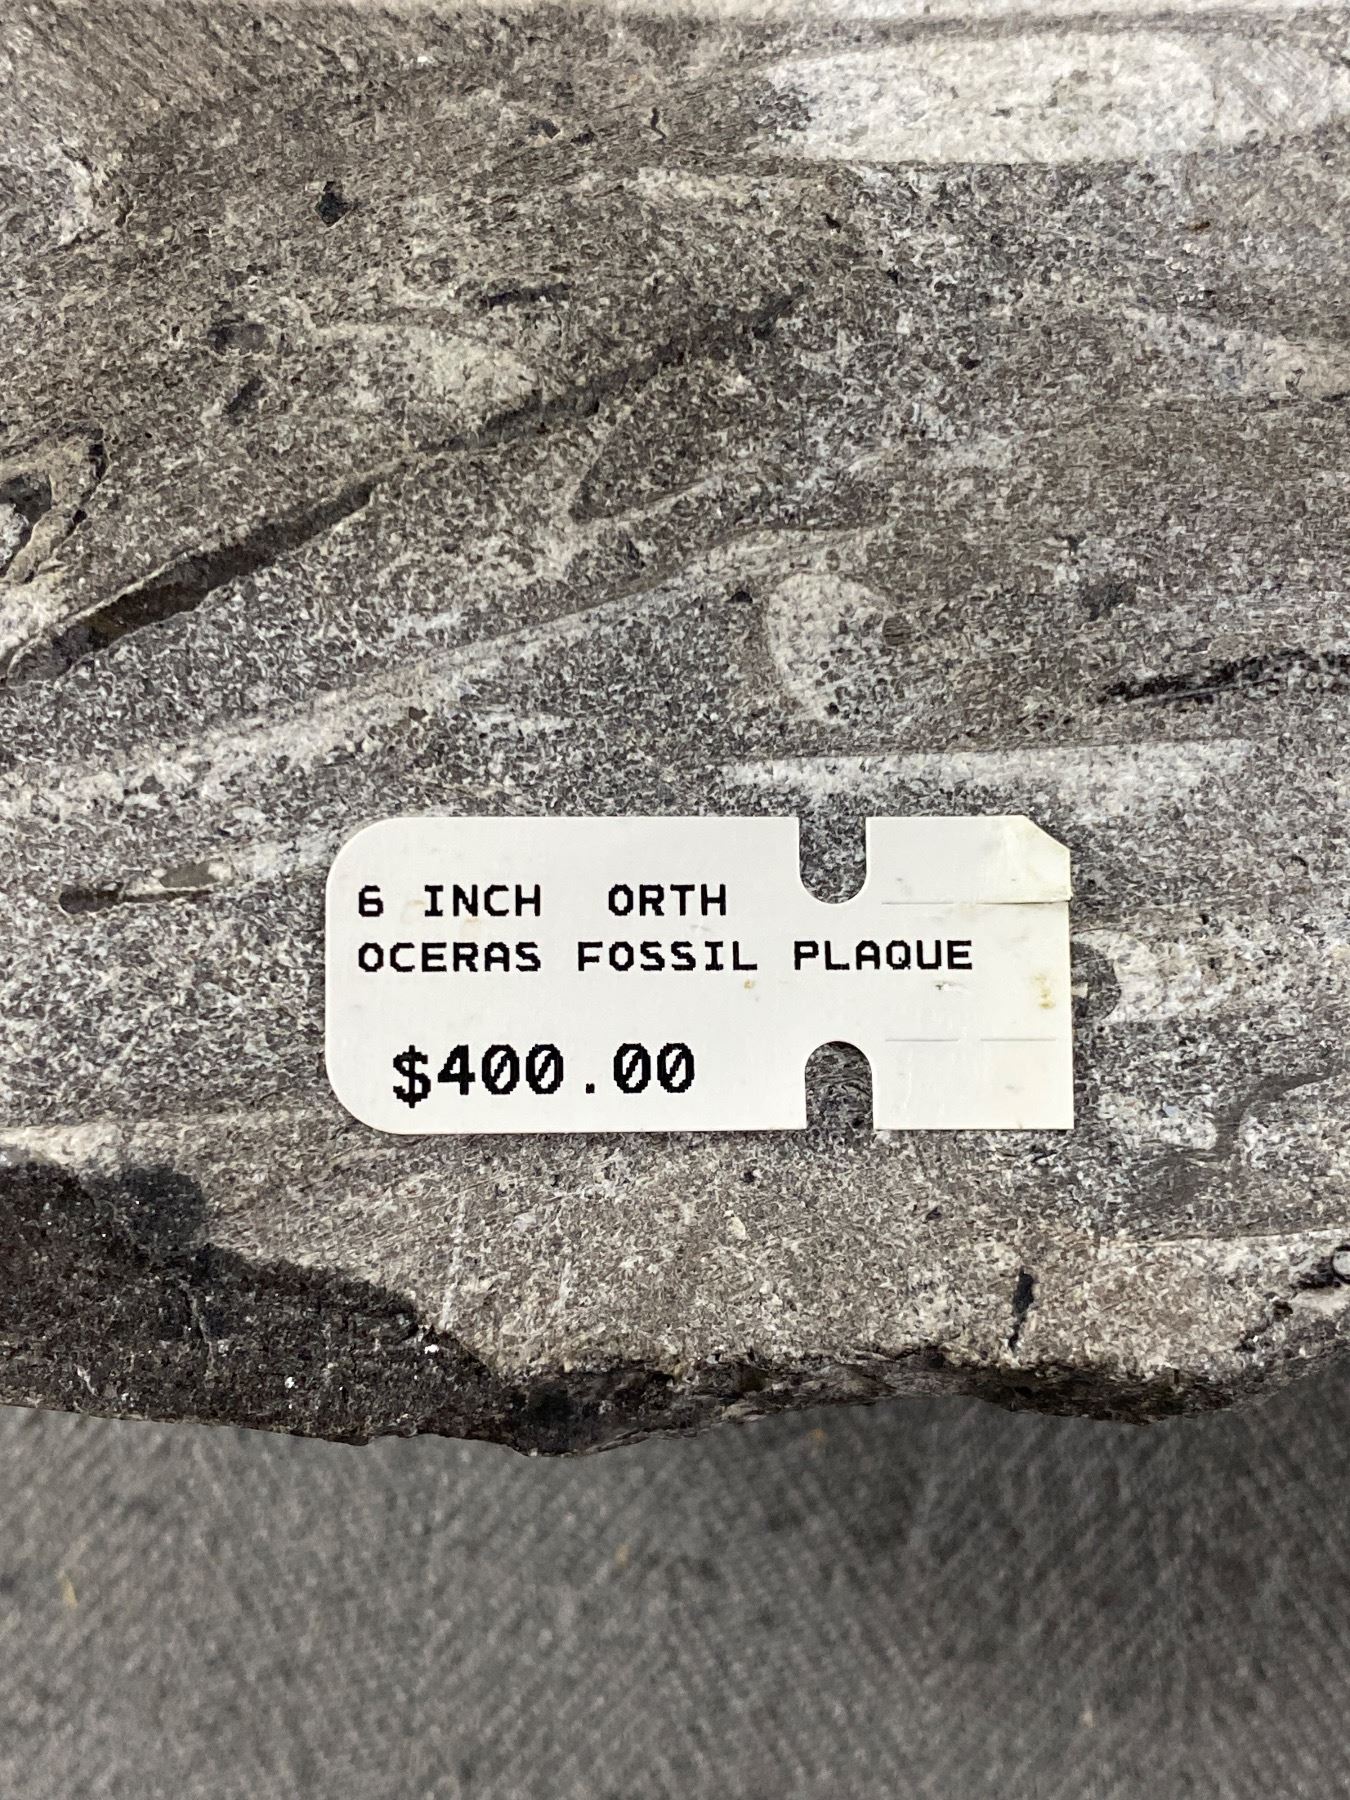 6 INCH  ORTH
OCERAS FOSSIL PLAQUE
$400.00